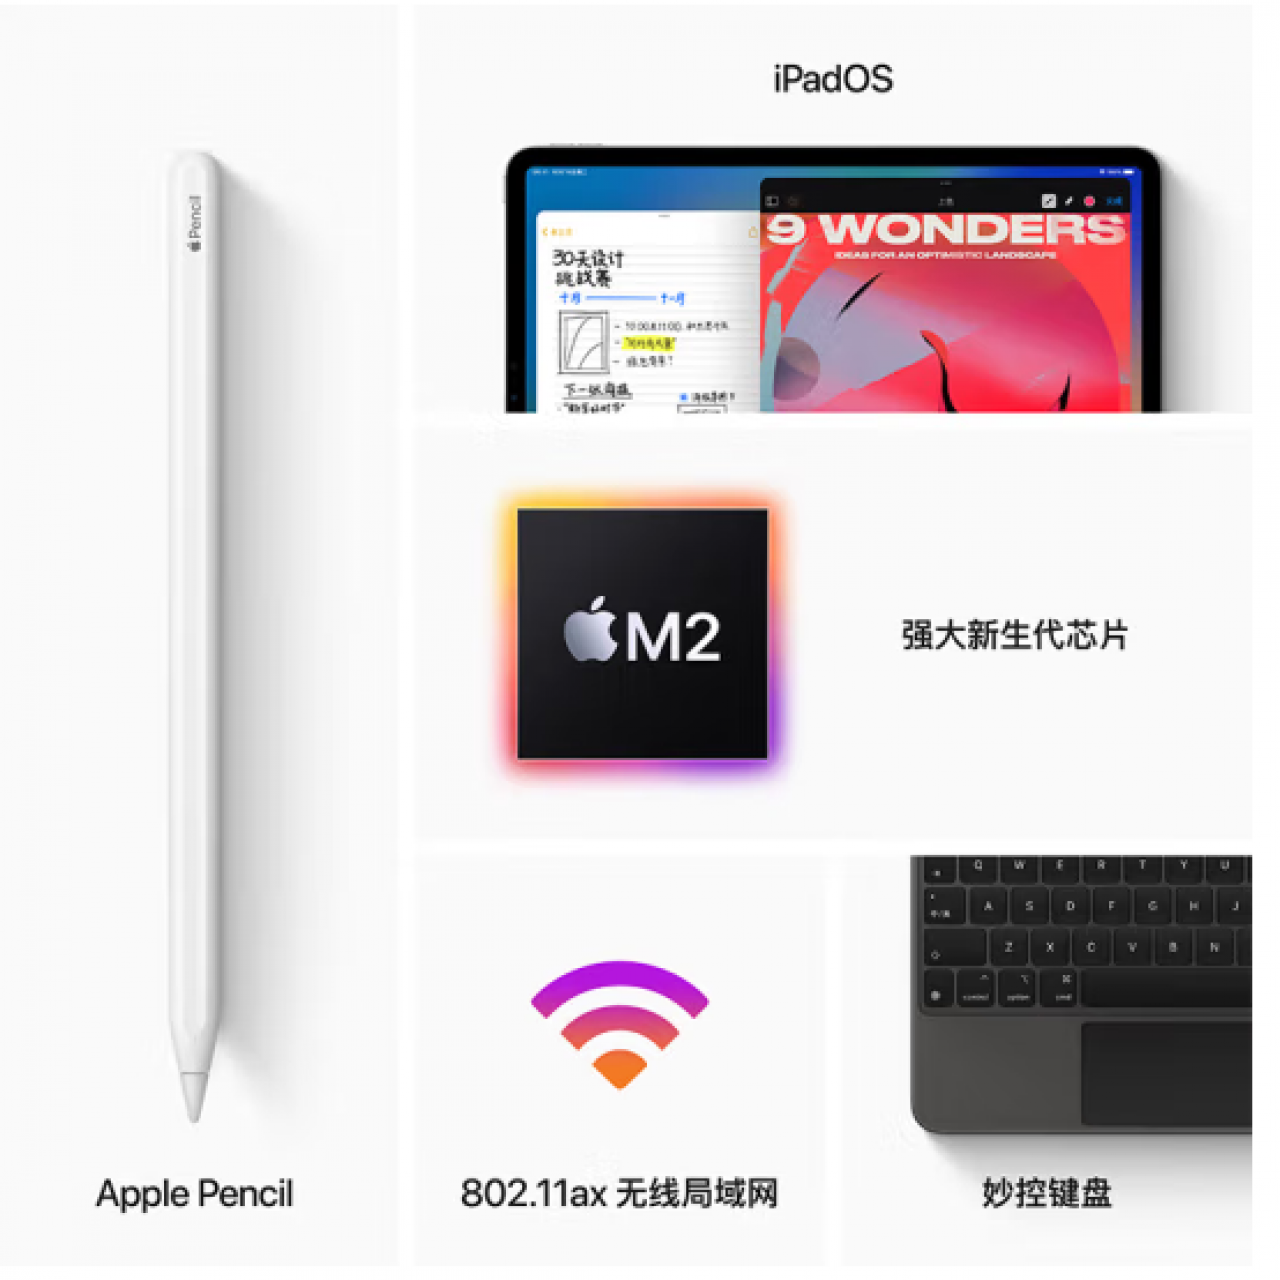 Pencil
iPadOS
9 WONDERS
IDEAS FOR AN OPTIMISTIC LANDSCAPE
30天设计
挑战赛
十月
十一月
M2
强大新生代芯片
Q W E R T Y U
A S D F G H J
Z X C V B N
control option cmd
Apple Pencil
802.11ax 无线局域网
妙控键盘